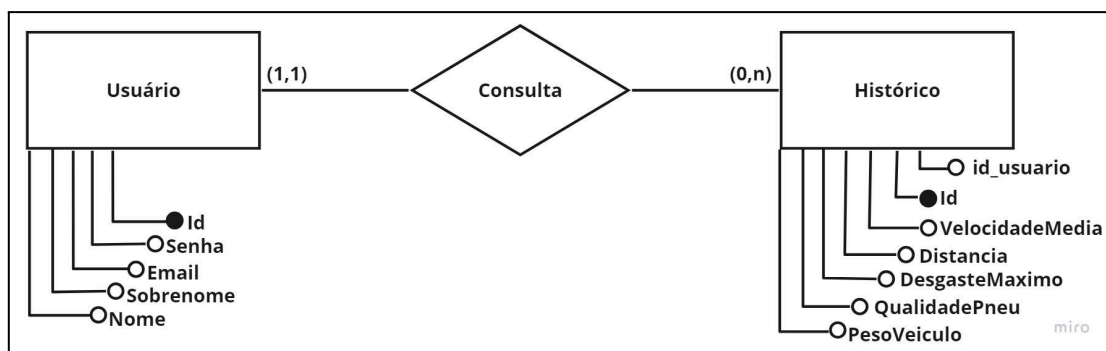 Usuário
(1,1)
Consulta
(0,n)
Histórico
Id
Senha
Email
Sobrenome
Nome
id_usuario
Id
VelocidadeMedia
Distancia
DesgasteMaximo
QualidadePneu
PesoVeiculo
miro